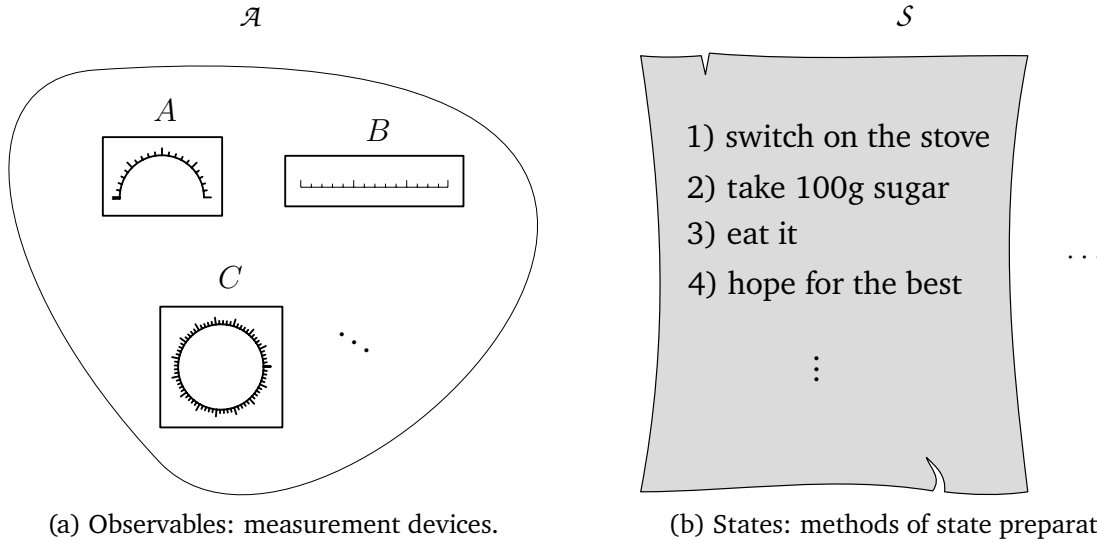 𝒜
A
B
C
(a) Observables: measurement devices.
𝒮
1) switch on the stove
2) take 100g sugar
3) eat it
4) hope for the best
(b) States: methods of state preparat